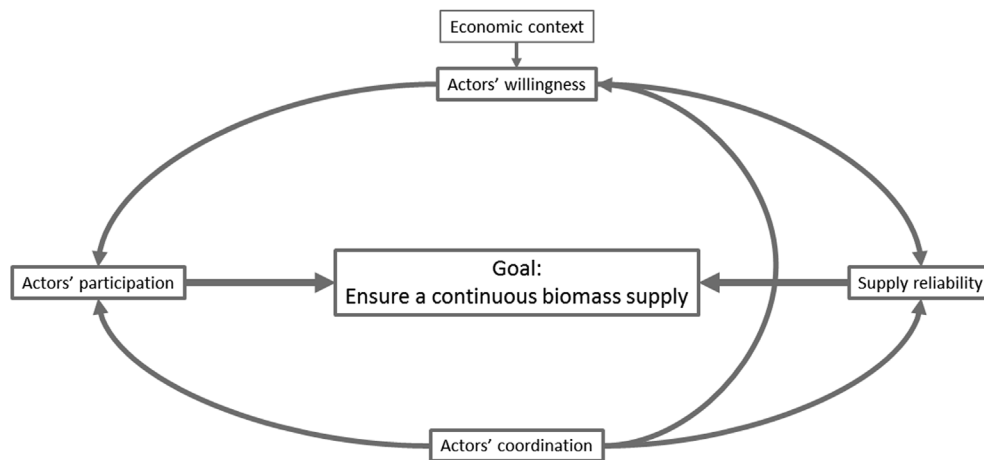 Economic context
Actors’ willingness
Actors’ participation
Goal:
Ensure a continuous biomass supply
Supply reliability
Actors’ coordination